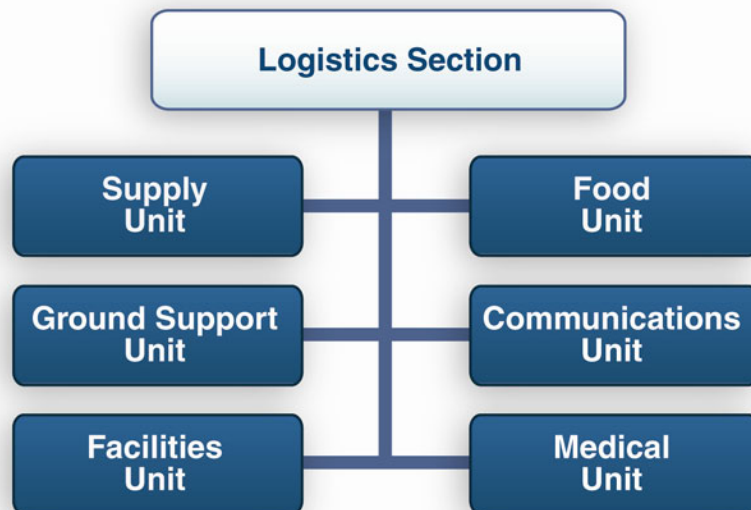 Logistics Section
Supply
Unit
Food
Unit
Ground Support
Unit
Communications
Unit
Facilities
Unit
Medical
Unit